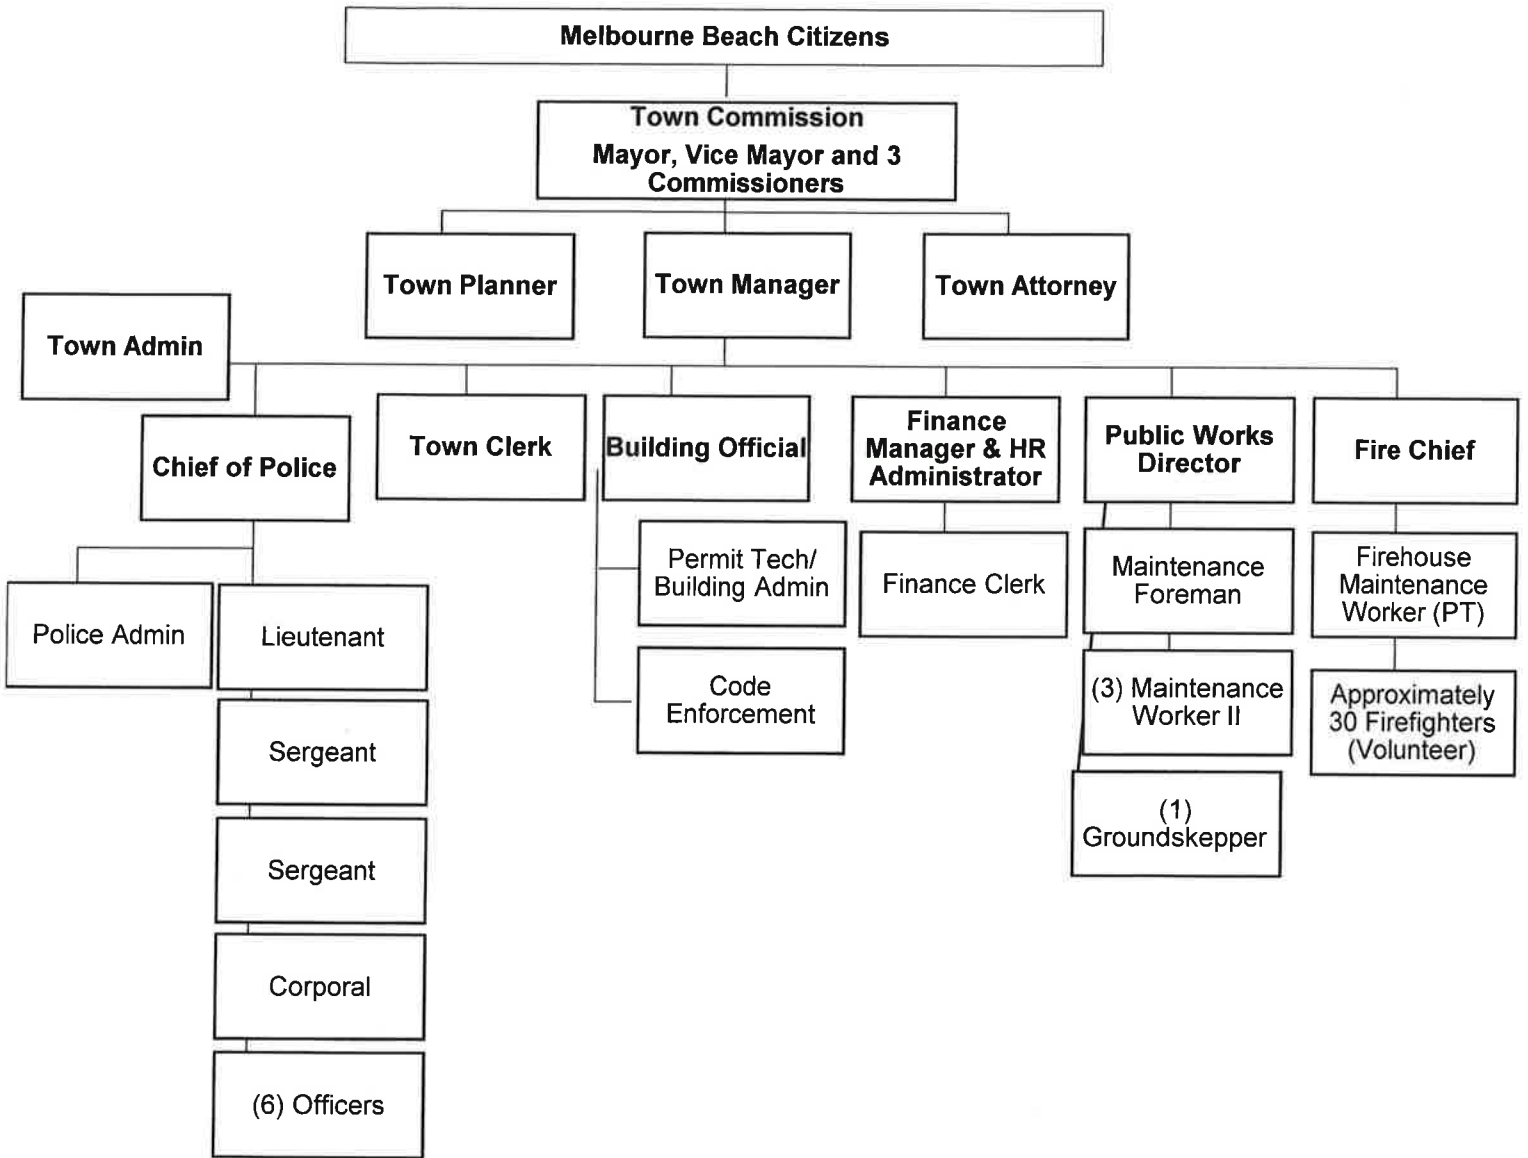 Melbourne Beach Citizens
Town Commission
Mayor, Vice Mayor and 3
Commissioners
Town Planner
Town Manager
Town Attorney
Town Admin
Chief of Police
Town Clerk
Building Official
Finance
Manager & HR
Administrator
Public Works
Director
Fire Chief
Police Admin
Lieutenant
Sergeant
Sergeant
Corporal
(6) Officers
Permit Tech/
Building Admin
Code
Enforcement
Finance Clerk
Maintenance
Foreman
(3) Maintenance
Worker II
(1)
Groundskepper
Firehouse
Maintenance
Worker (PT)
Approximately
30 Firefighters
(Volunteer)